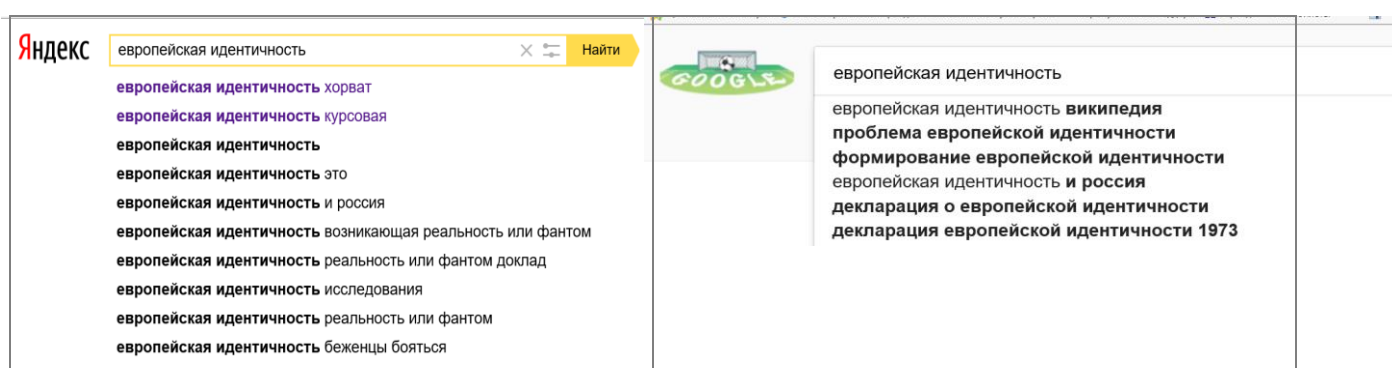 Яндекс
европейская идентичность
Найти
европейская идентичность хорват
европейская идентичность курсовая
европейская идентичность
европейская идентичность это
европейская идентичность и россия
европейская идентичность возникающая реальность или фантом
европейская идентичность реальность или фантом доклад
европейская идентичность исследования
европейская идентичность реальность или фантом
европейская идентичность беженцы бояться
GOOGLE
европейская идентичность
европейская идентичность википедия
проблема европейской идентичности
формирование европейской идентичности
европейская идентичность и россия
декларация о европейской идентичности
декларация европейской идентичности 1973